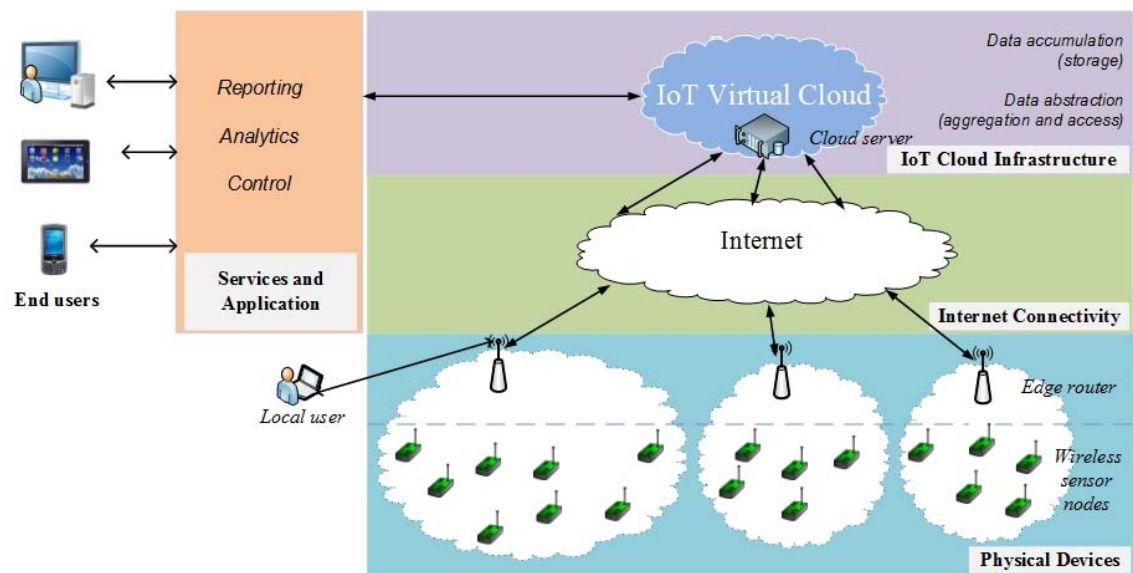 End users
Reporting
Analytics
Control
Services and
Application
IoT Virtual Cloud
Cloud server
Data accumulation
(storage)
Data abstraction
(aggregation and access)
IoT Cloud Infrastructure
Internet
Internet Connectivity
Local user
Edge router
Wireless
sensor
nodes
Physical Devices